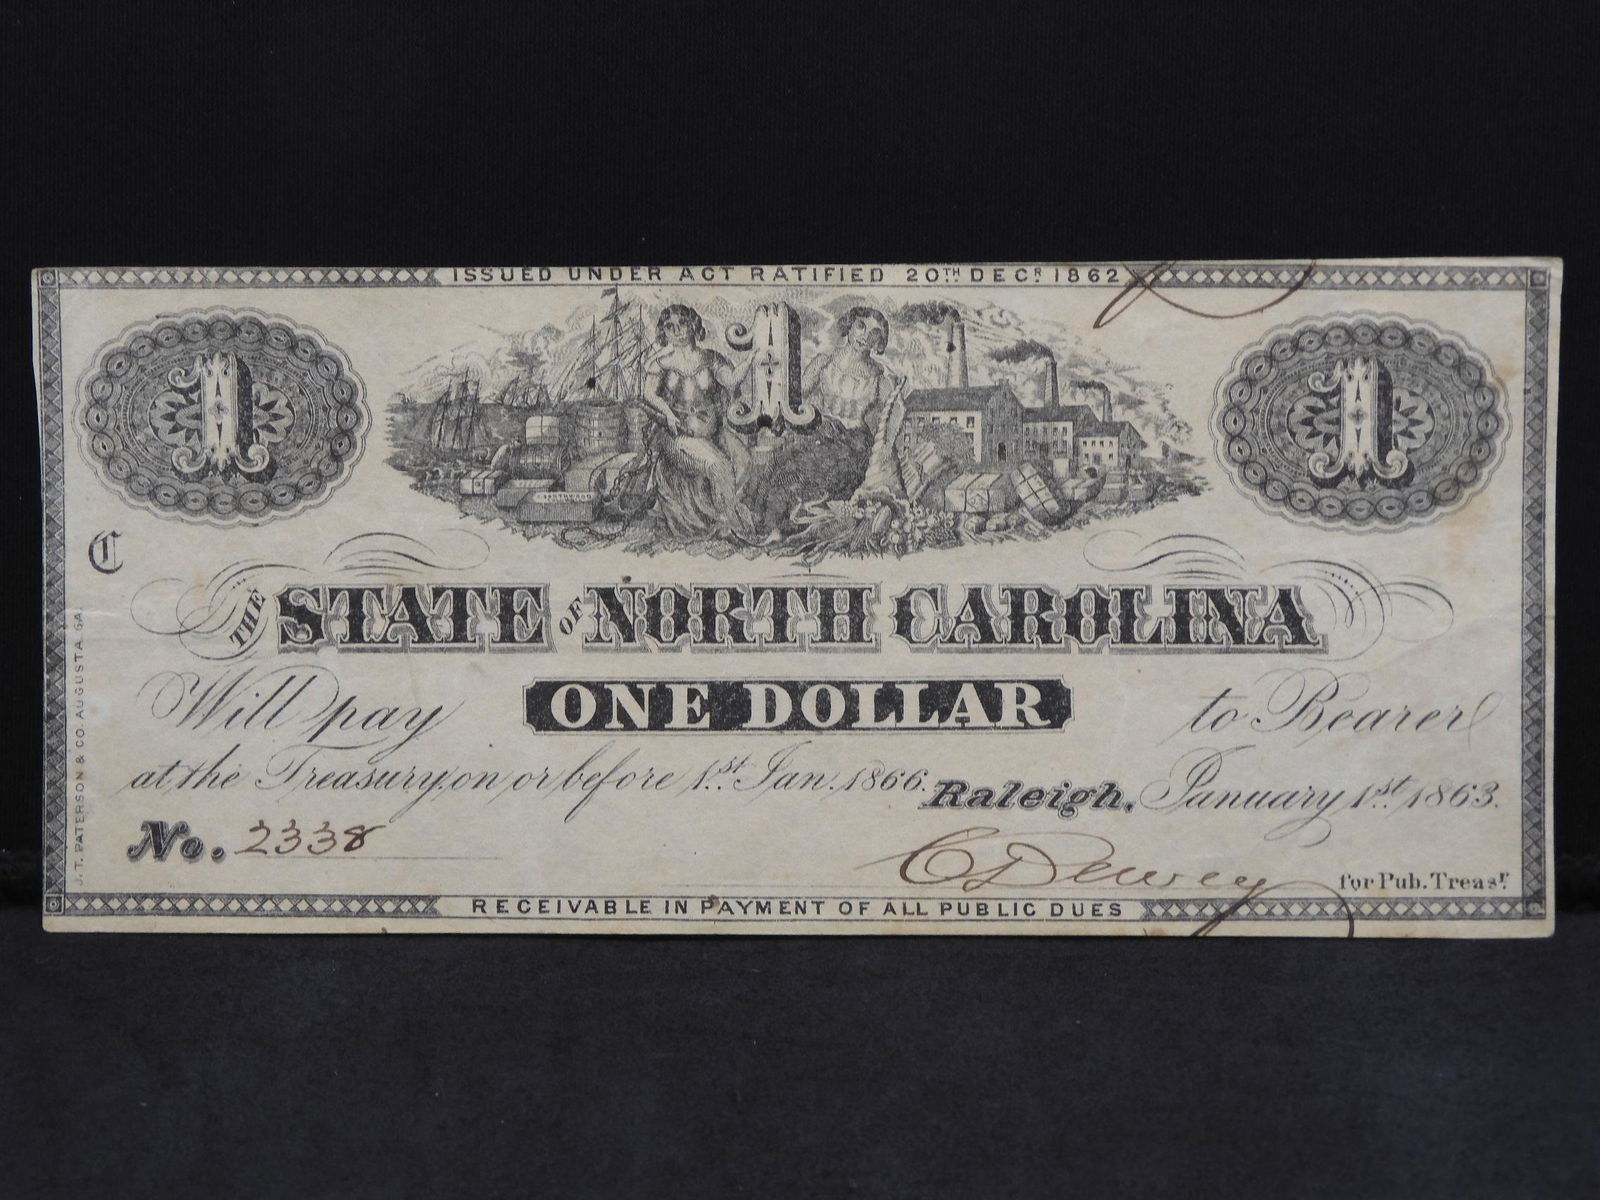 ISSUED UNDER ACT RATIFIED 20TH DECR 1862
1 1 1
C
THE STATE OF NORTH CAROLINA
Will pay ONE DOLLAR to Bearer
at the Treasury, on or before 1st Jan. 1866. Raleigh, January 1st 1863.
No. 2338
C Dewey for Pub. Treasr
RECEIVABLE IN PAYMENT OF ALL PUBLIC DUES
J. T. PATERSON & CO. AUGUSTA. GA